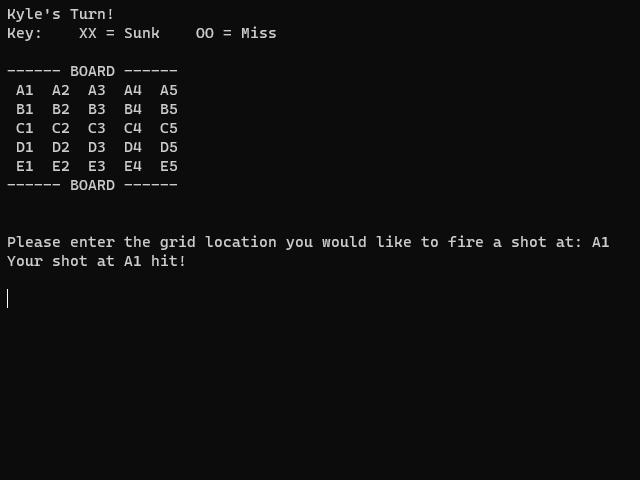 Kyle's Turn!
Key:    XX = Sunk    OO = Miss
------ BOARD ------
A1  A2  A3  A4  A5
B1  B2  B3  B4  B5
C1  C2  C3  C4  C5
D1  D2  D3  D4  D5
E1  E2  E3  E4  E5
------ BOARD ------
Please enter the grid location you would like to fire a shot at: A1
Your shot at A1 hit!